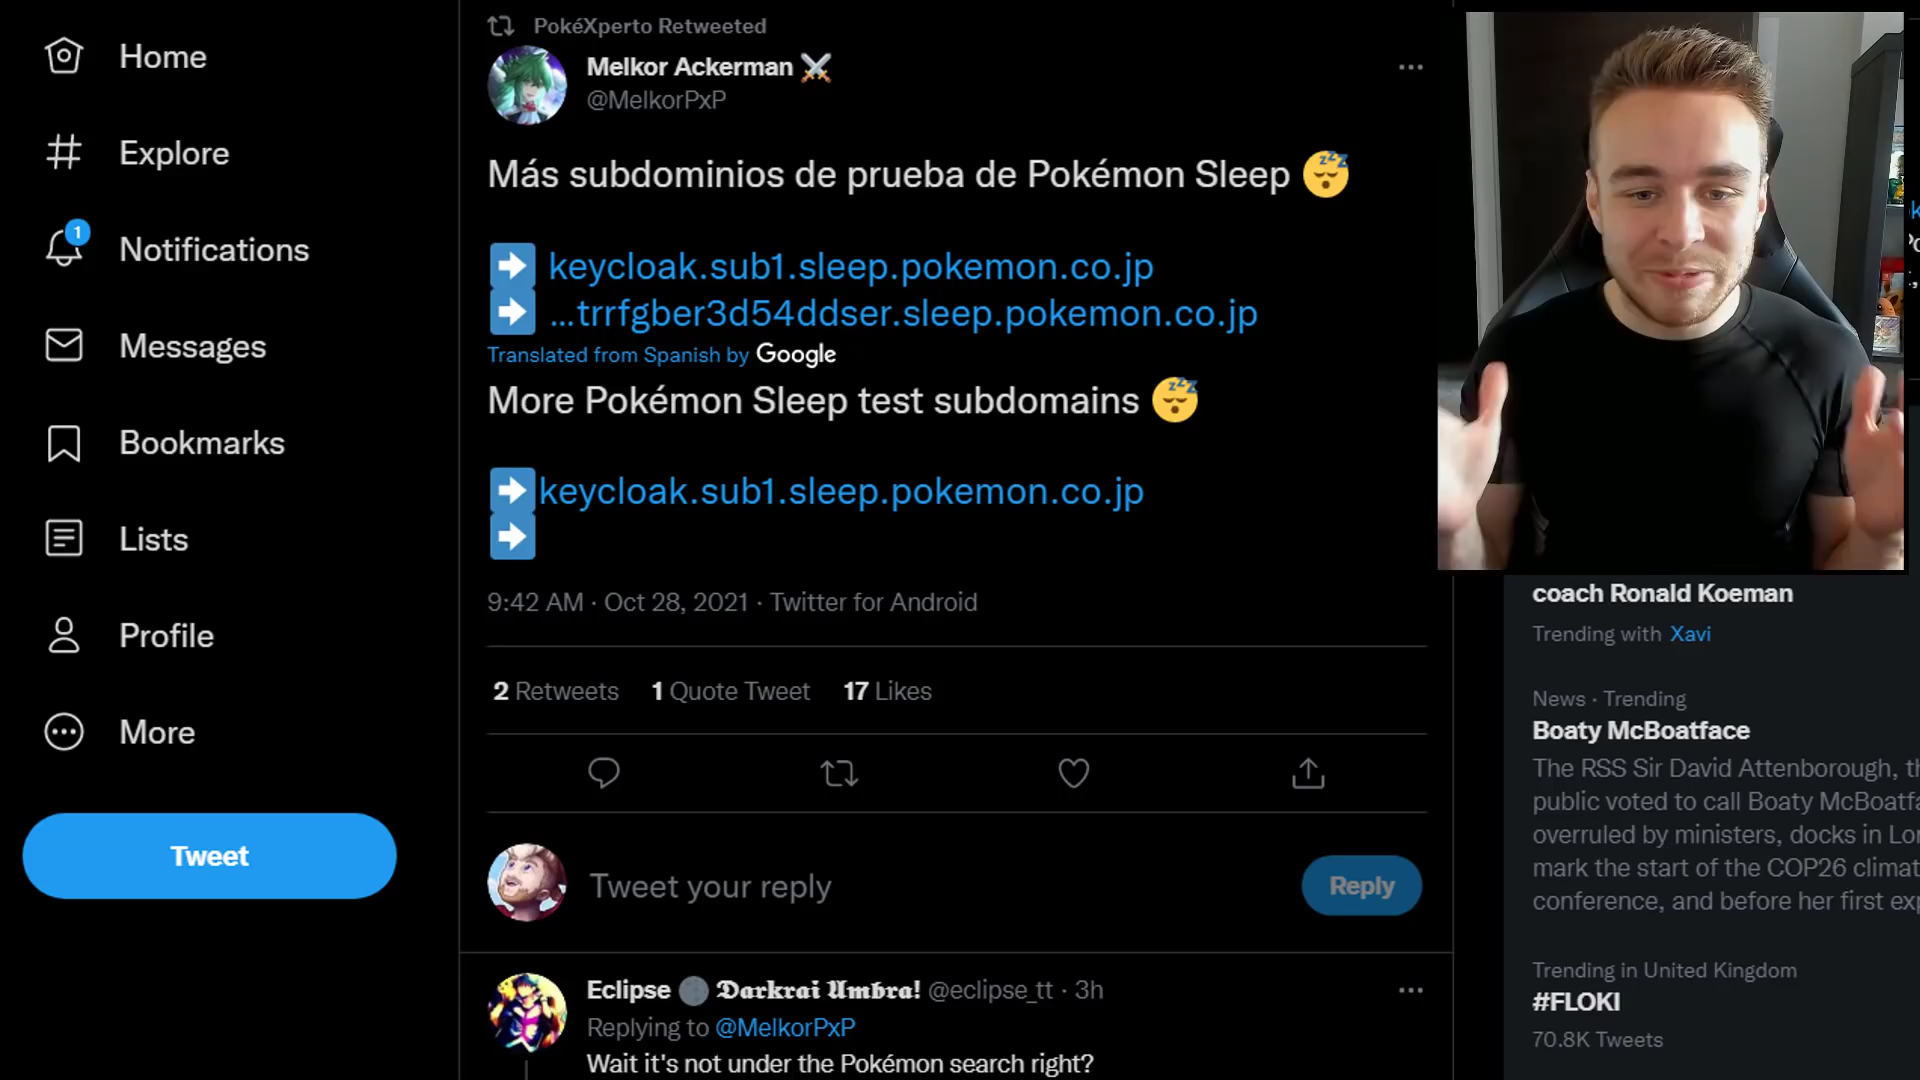 Home
Explore
1
Notifications
Messages
Bookmarks
Lists
Profile
More
Tweet
PokéXperto Retweeted
Melkor Ackerman
@MelkorPxP
Más subdominios de prueba de Pokémon Sleep
keycloak.sub1.sleep.pokemon.co.jp
...trrfgber3d54ddser.sleep.pokemon.co.jp
Translated from Spanish by Google
More Pokémon Sleep test subdomains
keycloak.sub1.sleep.pokemon.co.jp
9:42 AM · Oct 28, 2021 · Twitter for Android
2 Retweets 1 Quote Tweet 17 Likes
Tweet your reply
Reply
Eclipse 𝕯𝖆𝖗𝖐𝖗𝖆𝖎 𝖀𝖒𝖇𝖗𝖆! @eclipse_tt · 3h
Replying to @MelkorPxP
Wait it's not under the Pokémon search right?
coach Ronald Koeman
Trending with Xavi
News · Trending
Boaty McBoatface
The RSS Sir David Attenborough, th
public voted to call Boaty McBoatfa
overruled by ministers, docks in Lor
mark the start of the COP26 climat
conference, and before her first exp
Trending in United Kingdom
#FLOKI
70.8K Tweets